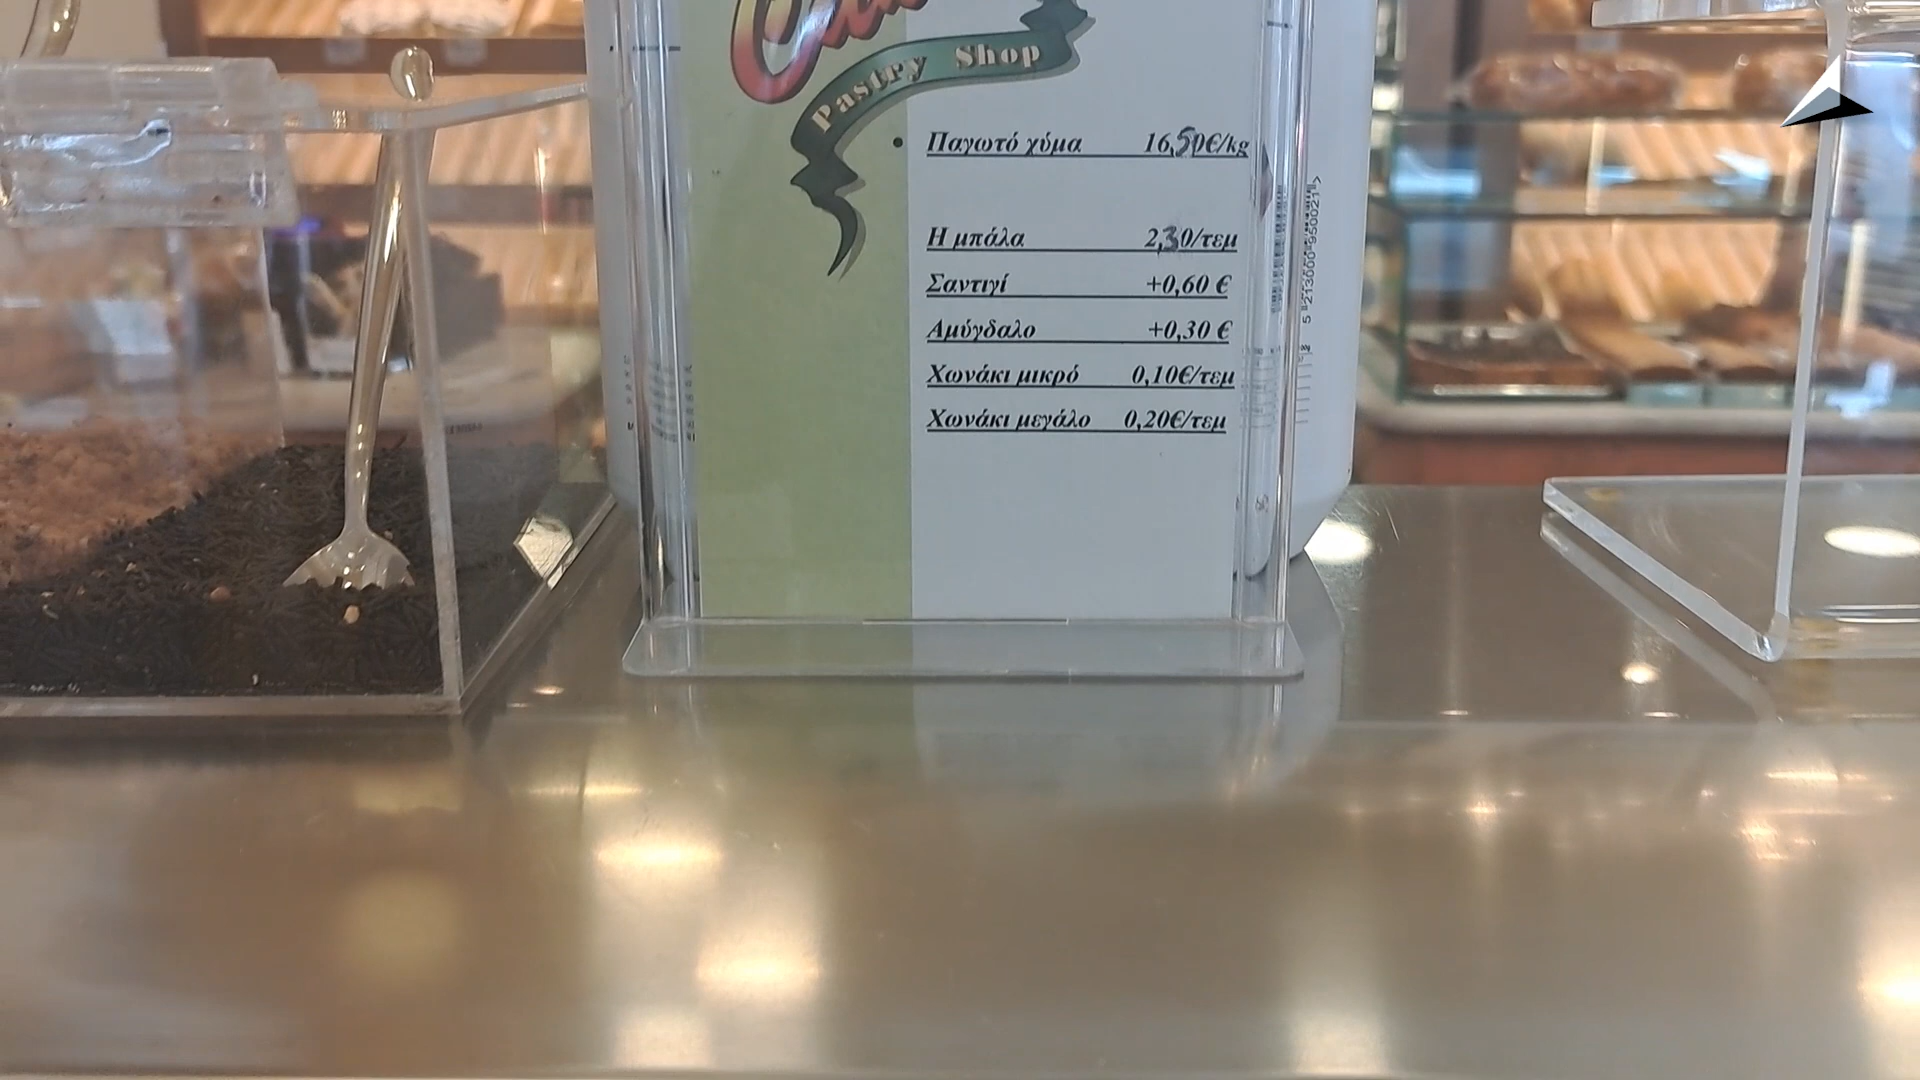 Pastry Shop
• Παγωτό χύμα 16,50€/kg
Η μπάλα 2,30/τεμ
Σαντιγί +0,60 €
Αμύγδαλο +0,30 €
Χωνάκι μικρό 0,10€/τεμ
Χωνάκι μεγάλο 0,20€/τεμ